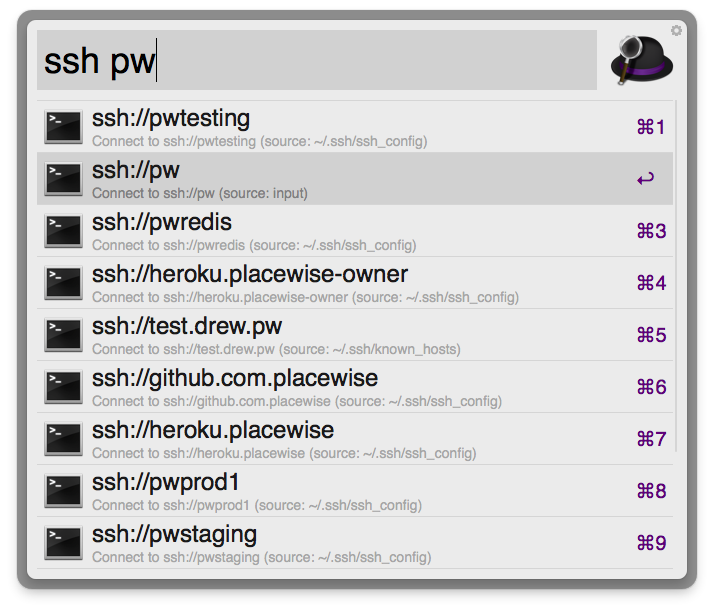 ssh pw
ssh://pwtesting
Connect to ssh://pwtesting (source: ~/.ssh/ssh_config)
⌘1
ssh://pw
Connect to ssh://pw (source: input)
↩
ssh://pwredis
Connect to ssh://pwredis (source: ~/.ssh/ssh_config)
⌘3
ssh://heroku.placewise-owner
Connect to ssh://heroku.placewise-owner (source: ~/.ssh/ssh_config)
⌘4
ssh://test.drew.pw
Connect to ssh://test.drew.pw (source: ~/.ssh/known_hosts)
⌘5
ssh://github.com.placewise
Connect to ssh://github.com.placewise (source: ~/.ssh/ssh_config)
⌘6
ssh://heroku.placewise
Connect to ssh://heroku.placewise (source: ~/.ssh/ssh_config)
⌘7
ssh://pwprod1
Connect to ssh://pwprod1 (source: ~/.ssh/ssh_config)
⌘8
ssh://pwstaging
Connect to ssh://pwstaging (source: ~/.ssh/ssh_config)
⌘9